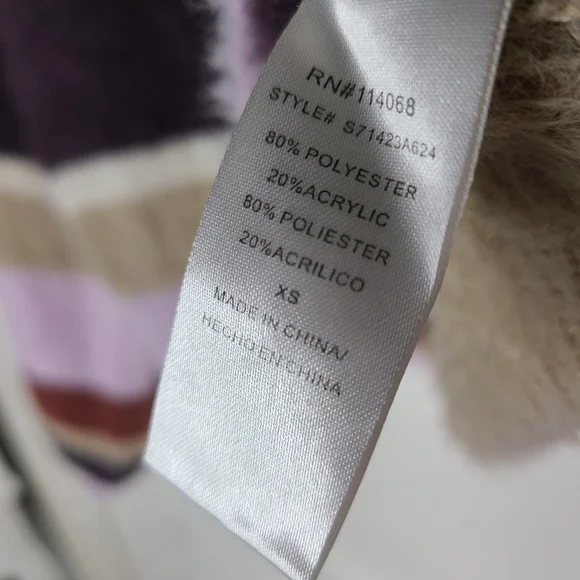 RN#114068
STYLE# S71423A624
80% POLYESTER
20%ACRYLIC
80% POLIESTER
20%ACRILICO
XS
MADE IN CHINA/
HECHO EN CHINA